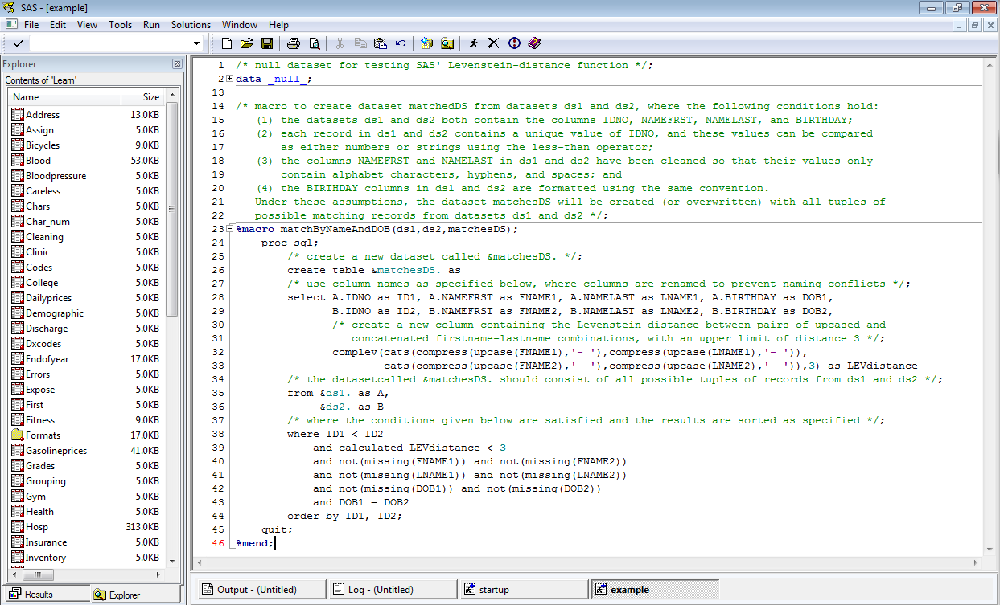 SAS - [example]
File Edit View Tools Run Solutions Window Help
Explorer
Contents of 'Learn'
Name Size
Address 13.0KB
Assign 5.0KB
Bicycles 9.0KB
Blood 53.0KB
Bloodpressure 5.0KB
Careless 5.0KB
Chars 5.0KB
Char_num 5.0KB
Cleaning 5.0KB
Clinic 5.0KB
Codes 5.0KB
College 5.0KB
Dailyprices 5.0KB
Demographic 5.0KB
Discharge 5.0KB
Dxcodes 5.0KB
Endofyear 17.0KB
Errors 5.0KB
Expose 5.0KB
First 5.0KB
Fitness 9.0KB
Formats 17.0KB
Gasolineprices 41.0KB
Grades 5.0KB
Grouping 5.0KB
Gym 5.0KB
Health 5.0KB
Hosp 313.0KB
Insurance 5.0KB
Inventory 5.0KB
Results Explorer
1 /* null dataset for testing SAS' Levenstein-distance function */;
2 data _null_;
13
14 /* macro to create dataset matchedDS from datasets ds1 and ds2, where the following conditions hold:
15 (1) the datasets ds1 and ds2 both contain the columns IDNO, NAMEFRST, NAMELAST, and BIRTHDAY;
16 (2) each record in ds1 and ds2 contains a unique value of IDNO, and these values can be compared
17 as either numbers or strings using the less-than operator;
18 (3) the columns NAMEFRST and NAMELAST in ds1 and ds2 have been cleaned so that their values only
19 contain alphabet characters, hyphens, and spaces; and
20 (4) the BIRTHDAY columns in ds1 and ds2 are formatted using the same convention.
21 Under these assumptions, the dataset matchesDS will be created (or overwritten) with all tuples of
22 possible matching records from datasets ds1 and ds2 */;
23 %macro matchByNameAndDOB(ds1,ds2,matchesDS);
24 proc sql;
25 /* create a new dataset called &matchesDS. */;
26 create table &matchesDS. as
27 /* use column names as specified below, where columns are renamed to prevent naming conflicts */;
28 select A.IDNO as ID1, A.NAMEFRST as FNAME1, A.NAMELAST as LNAME1, A.BIRTHDAY as DOB1,
29 B.IDNO as ID2, B.NAMEFRST as FNAME2, B.NAMELAST as LNAME2, B.BIRTHDAY as DOB2,
30 /* create a new column containing the Levenstein distance between pairs of upcased and
31 concatenated firstname-lastname combinations, with an upper limit of distance 3 */;
32 complev(cats(compress(upcase(FNAME1),'- '),compress(upcase(LNAME1),'- ')),
33 cats(compress(upcase(FNAME2),'- '),compress(upcase(LNAME2),'- ')),3) as LEVdistance
34 /* the datasetcalled &matchesDS. should consist of all possible tuples of records from ds1 and ds2 */;
35 from &ds1. as A,
36 &ds2. as B
37 /* where the conditions given below are satisfied and the results are sorted as specified */;
38 where ID1 < ID2
39 and calculated LEVdistance < 3
40 and not(missing(FNAME1)) and not(missing(FNAME2))
41 and not(missing(LNAME1)) and not(missing(LNAME2))
42 and not(missing(DOB1)) and not(missing(DOB2))
43 and DOB1 = DOB2
44 order by ID1, ID2;
45 quit;
46 %mend;
Output - (Untitled) Log - (Untitled) startup example